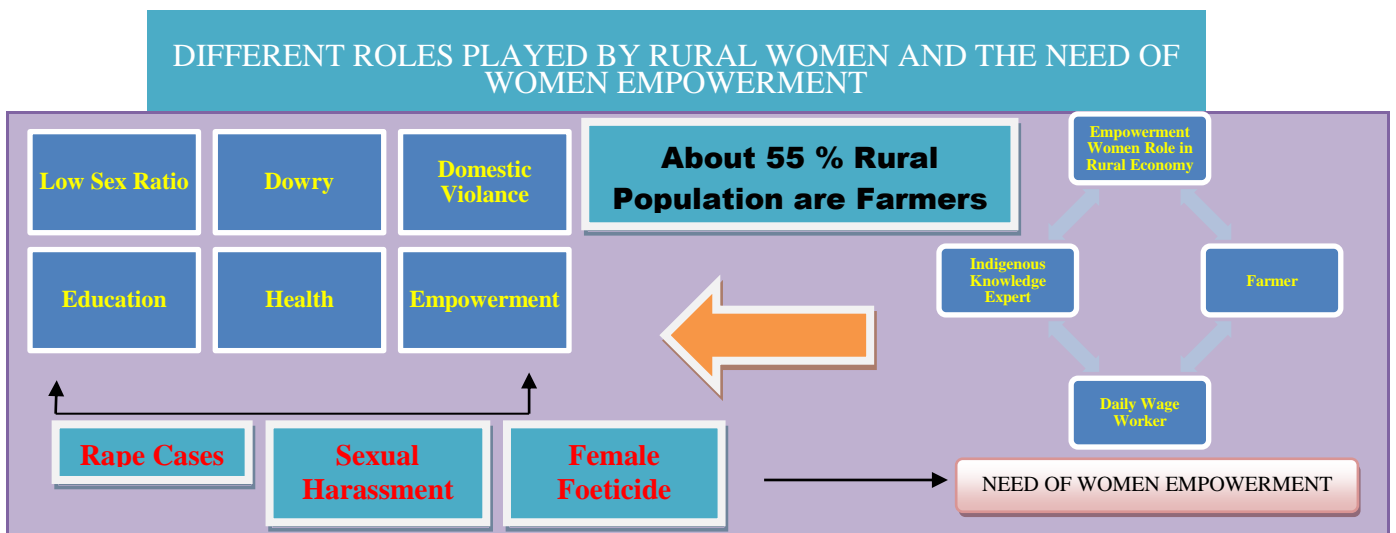 DIFFERENT ROLES PLAYED BY RURAL WOMEN AND THE NEED OF
WOMEN EMPOWERMENT
Low Sex Ratio
Dowry
Domestic
Violance
Education
Health
Empowerment
About 55 % Rural
Population are Farmers
Empowerment
Women Role in
Rural Economy
Indigenous
Knowledge
Expert
Farmer
Daily Wage
Worker
Rape Cases
Sexual
Harassment
Female
Foeticide
NEED OF WOMEN EMPOWERMENT